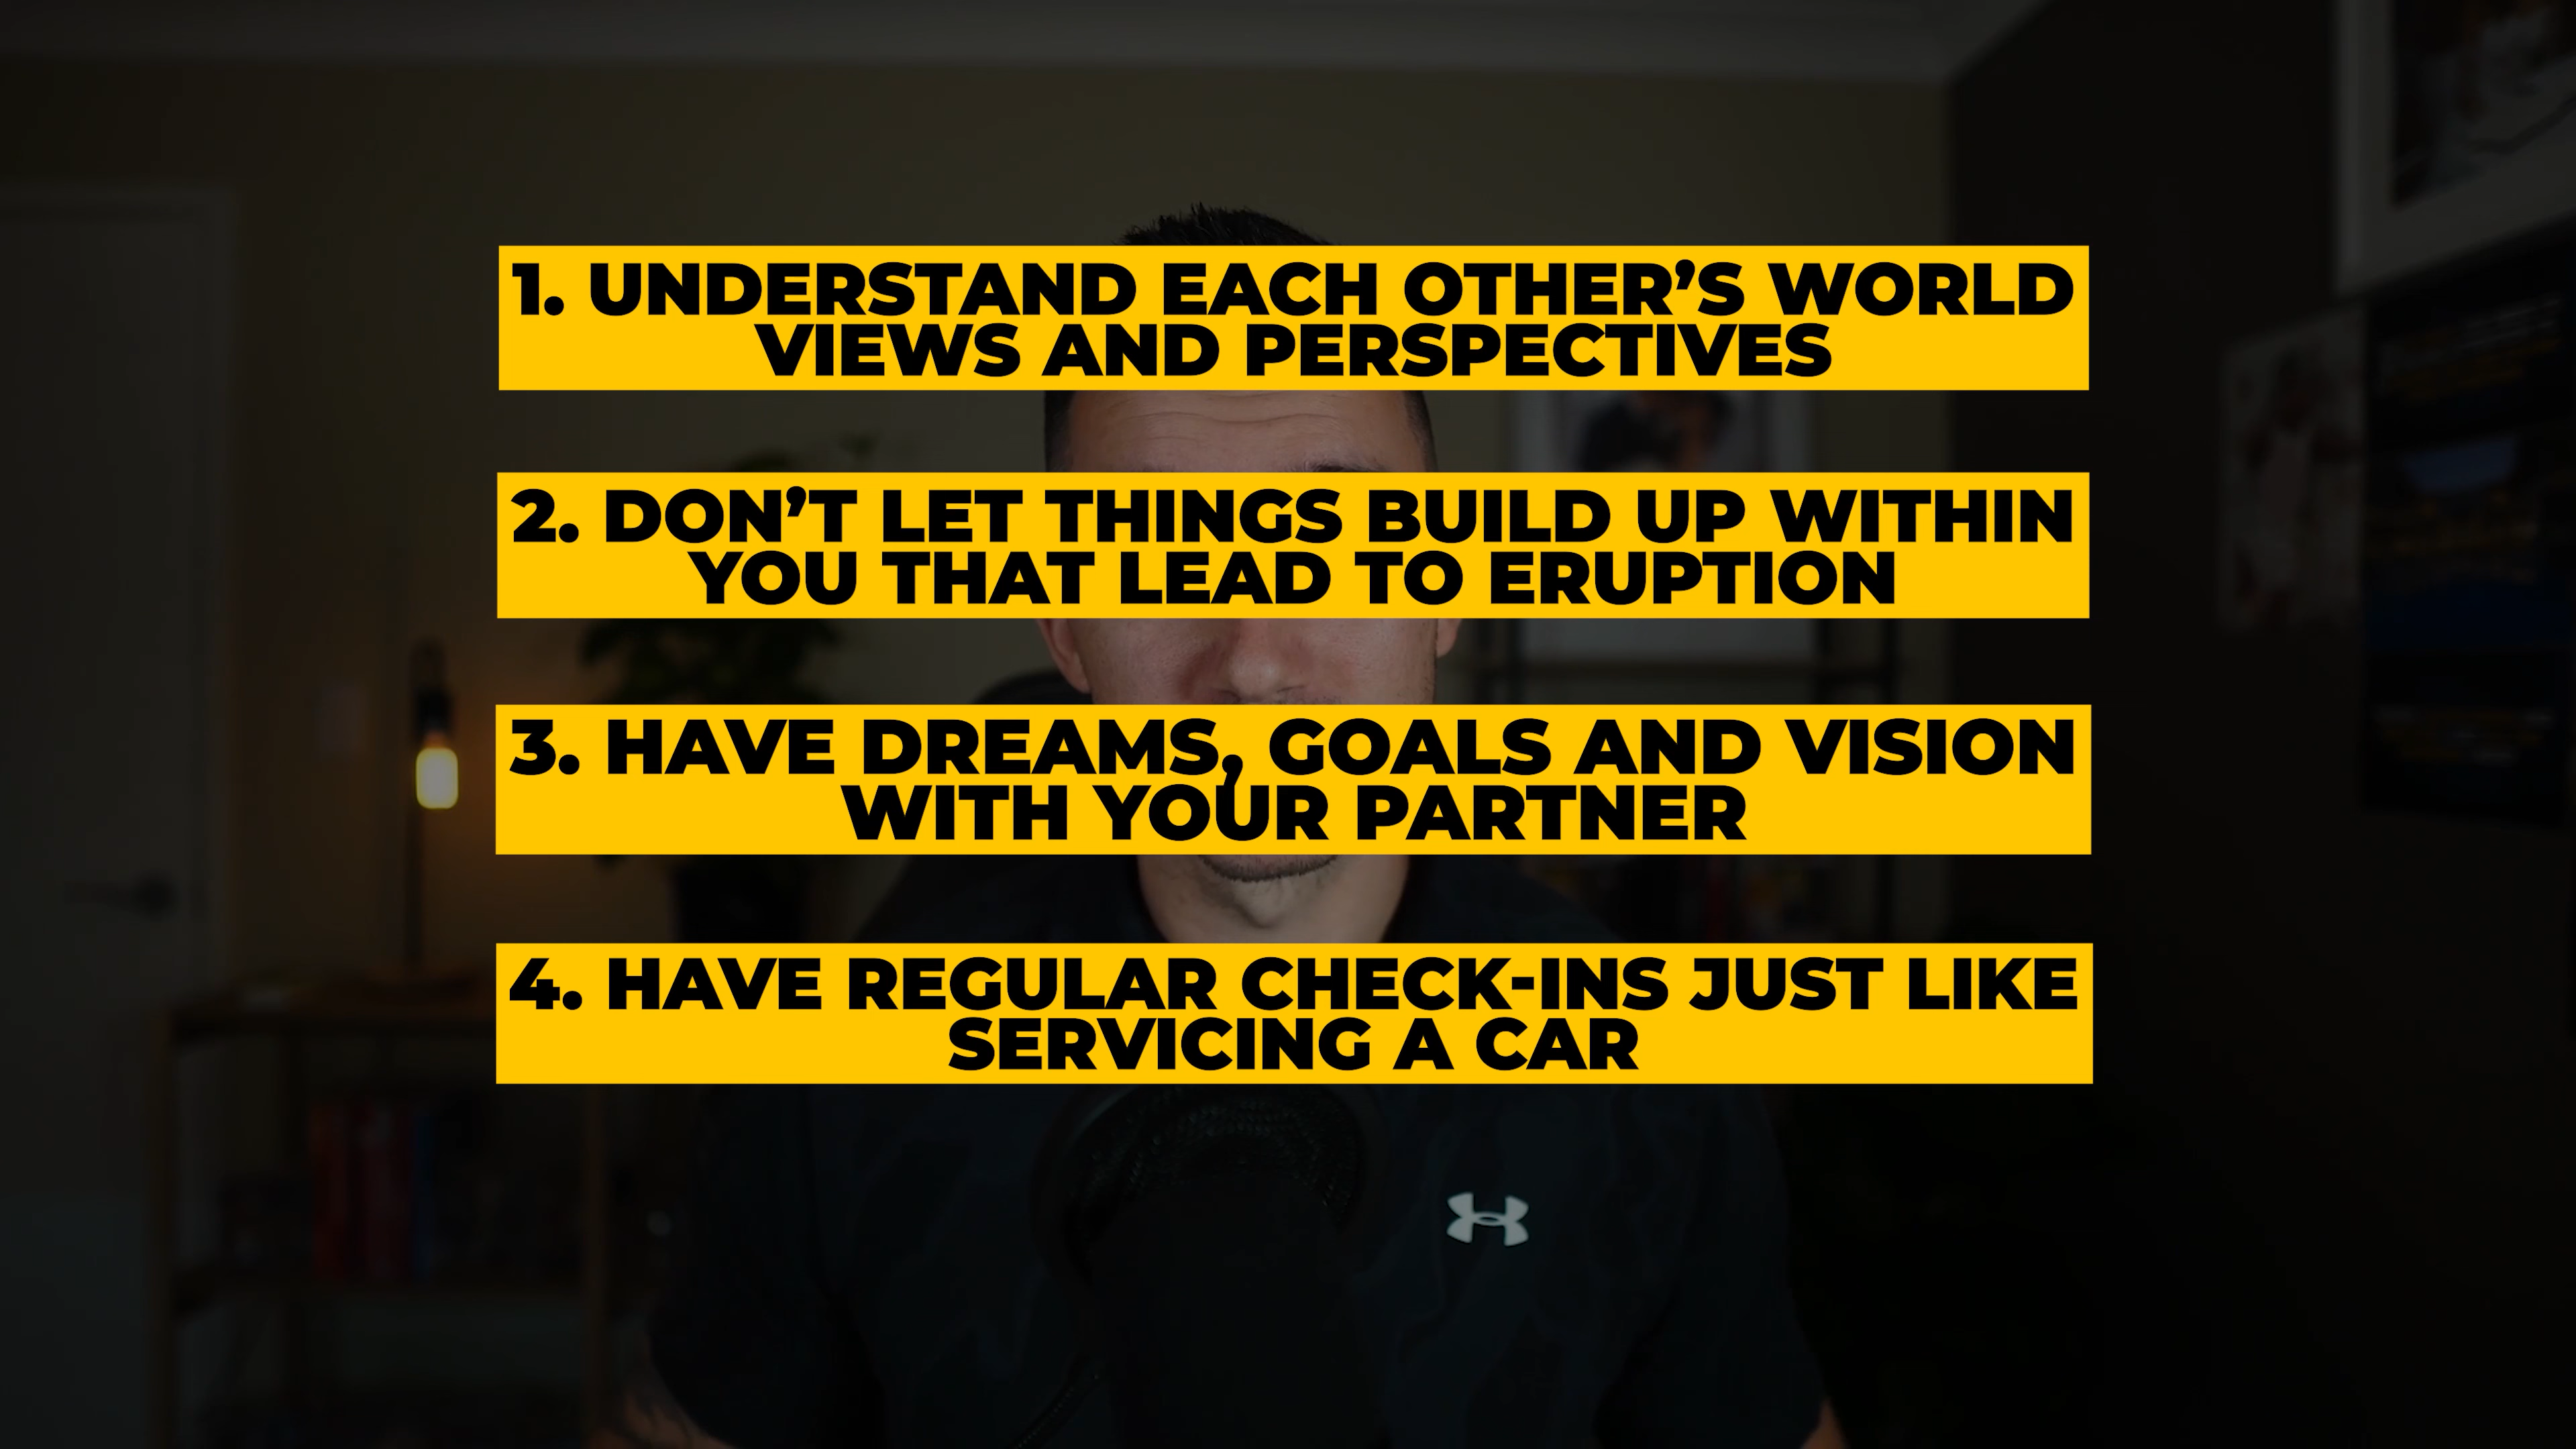 1. UNDERSTAND EACH OTHER’S WORLD
VIEWS AND PERSPECTIVES
2. DON’T LET THINGS BUILD UP WITHIN
YOU THAT LEAD TO ERUPTION
3. HAVE DREAMS, GOALS AND VISION
WITH YOUR PARTNER
4. HAVE REGULAR CHECK-INS JUST LIKE
SERVICING A CAR